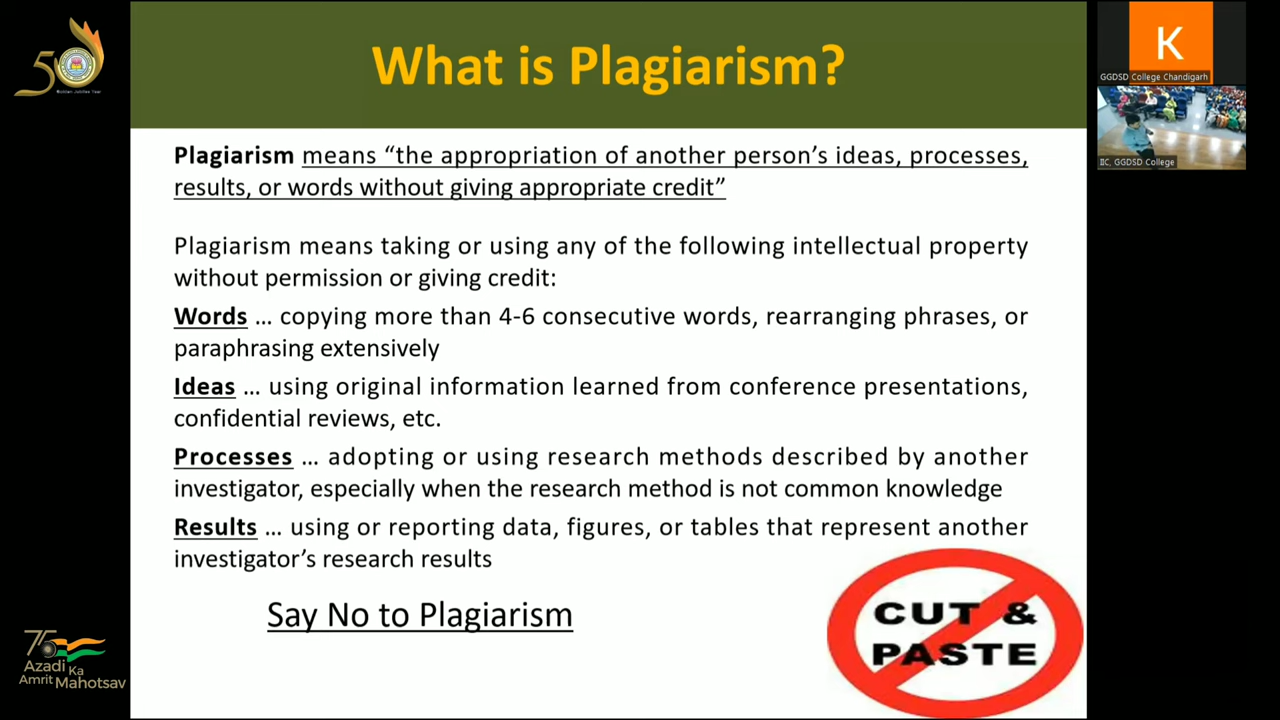 What is Plagiarism?
Plagiarism means “the appropriation of another person’s ideas, processes,
results, or words without giving appropriate credit”
Plagiarism means taking or using any of the following intellectual property
without permission or giving credit:
Words … copying more than 4-6 consecutive words, rearranging phrases, or
paraphrasing extensively
Ideas … using original information learned from conference presentations,
confidential reviews, etc.
Processes … adopting or using research methods described by another
investigator, especially when the research method is not common knowledge
Results … using or reporting data, figures, or tables that represent another
investigator’s research results
Say No to Plagiarism
CUT &
PASTE
50
75
Azadi
Ka
Amrit Mahotsav
K
GGDSD College Chandigarh
IIC, GGDSD College